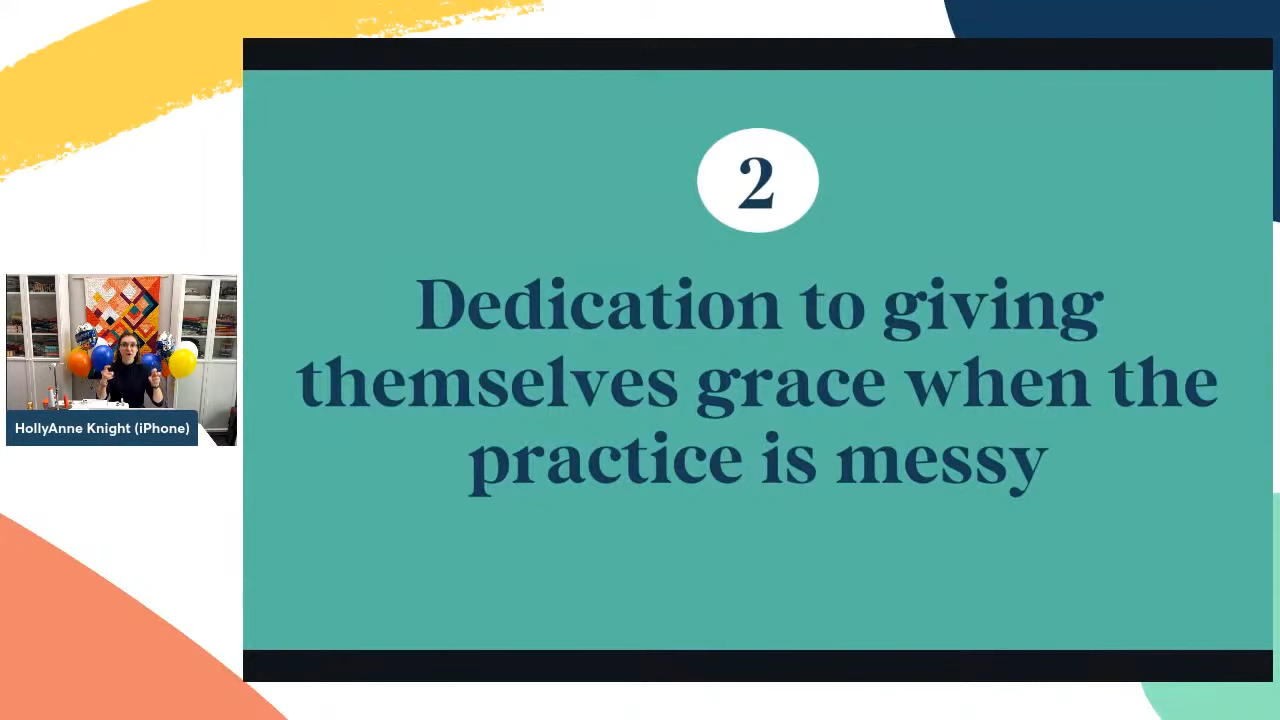 2
Dedication to giving
themselves grace when the
practice is messy
HollyAnne Knight (iPhone)